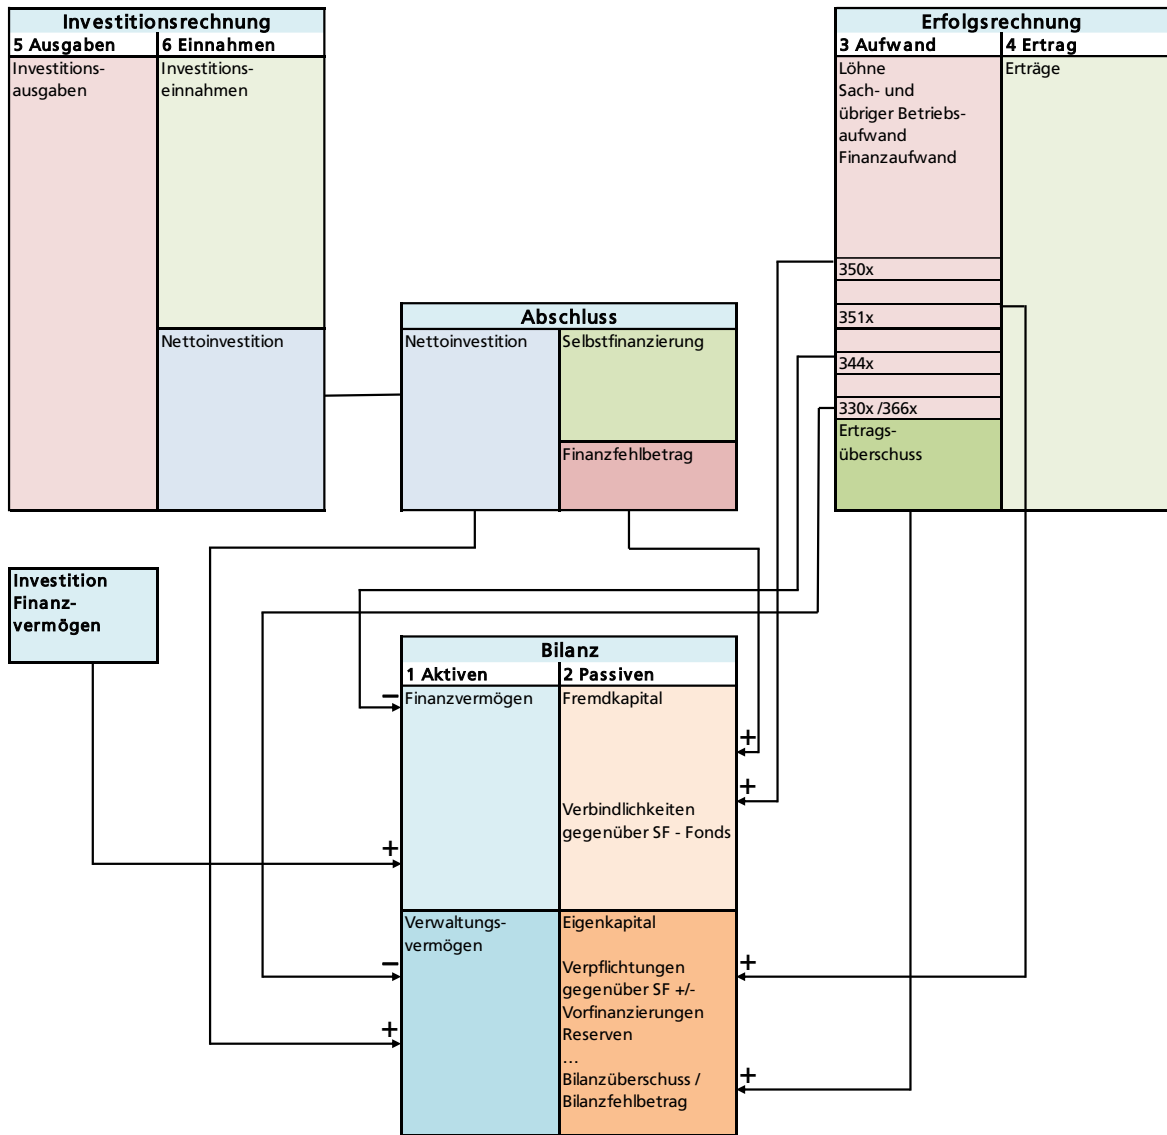 Investitionsrechnung
5 Ausgaben
6 Einnahmen
Investitions-
ausgaben
Investitions-
einnahmen
Nettoinvestition
Abschluss
Nettoinvestition
Selbstfinanzierung
Finanzfehlbetrag
Erfolgsrechnung
3 Aufwand
4 Ertrag
Löhne
Sach- und
übriger Betriebs-
aufwand
Finanzaufwand
Erträge
350x
351x
344x
330x /366x
Ertrags-
überschuss
Investition
Finanz-
vermögen
Bilanz
1 Aktiven
2 Passiven
Finanzvermögen
Fremdkapital
Verbindlichkeiten
gegenüber SF - Fonds
Verwaltungs-
vermögen
Eigenkapital
Verpflichtungen
gegenüber SF +/-
Vorfinanzierungen
Reserven
...
Bilanzüberschuss /
Bilanzfehlbetrag
–
+
–
+
+
+
+
+